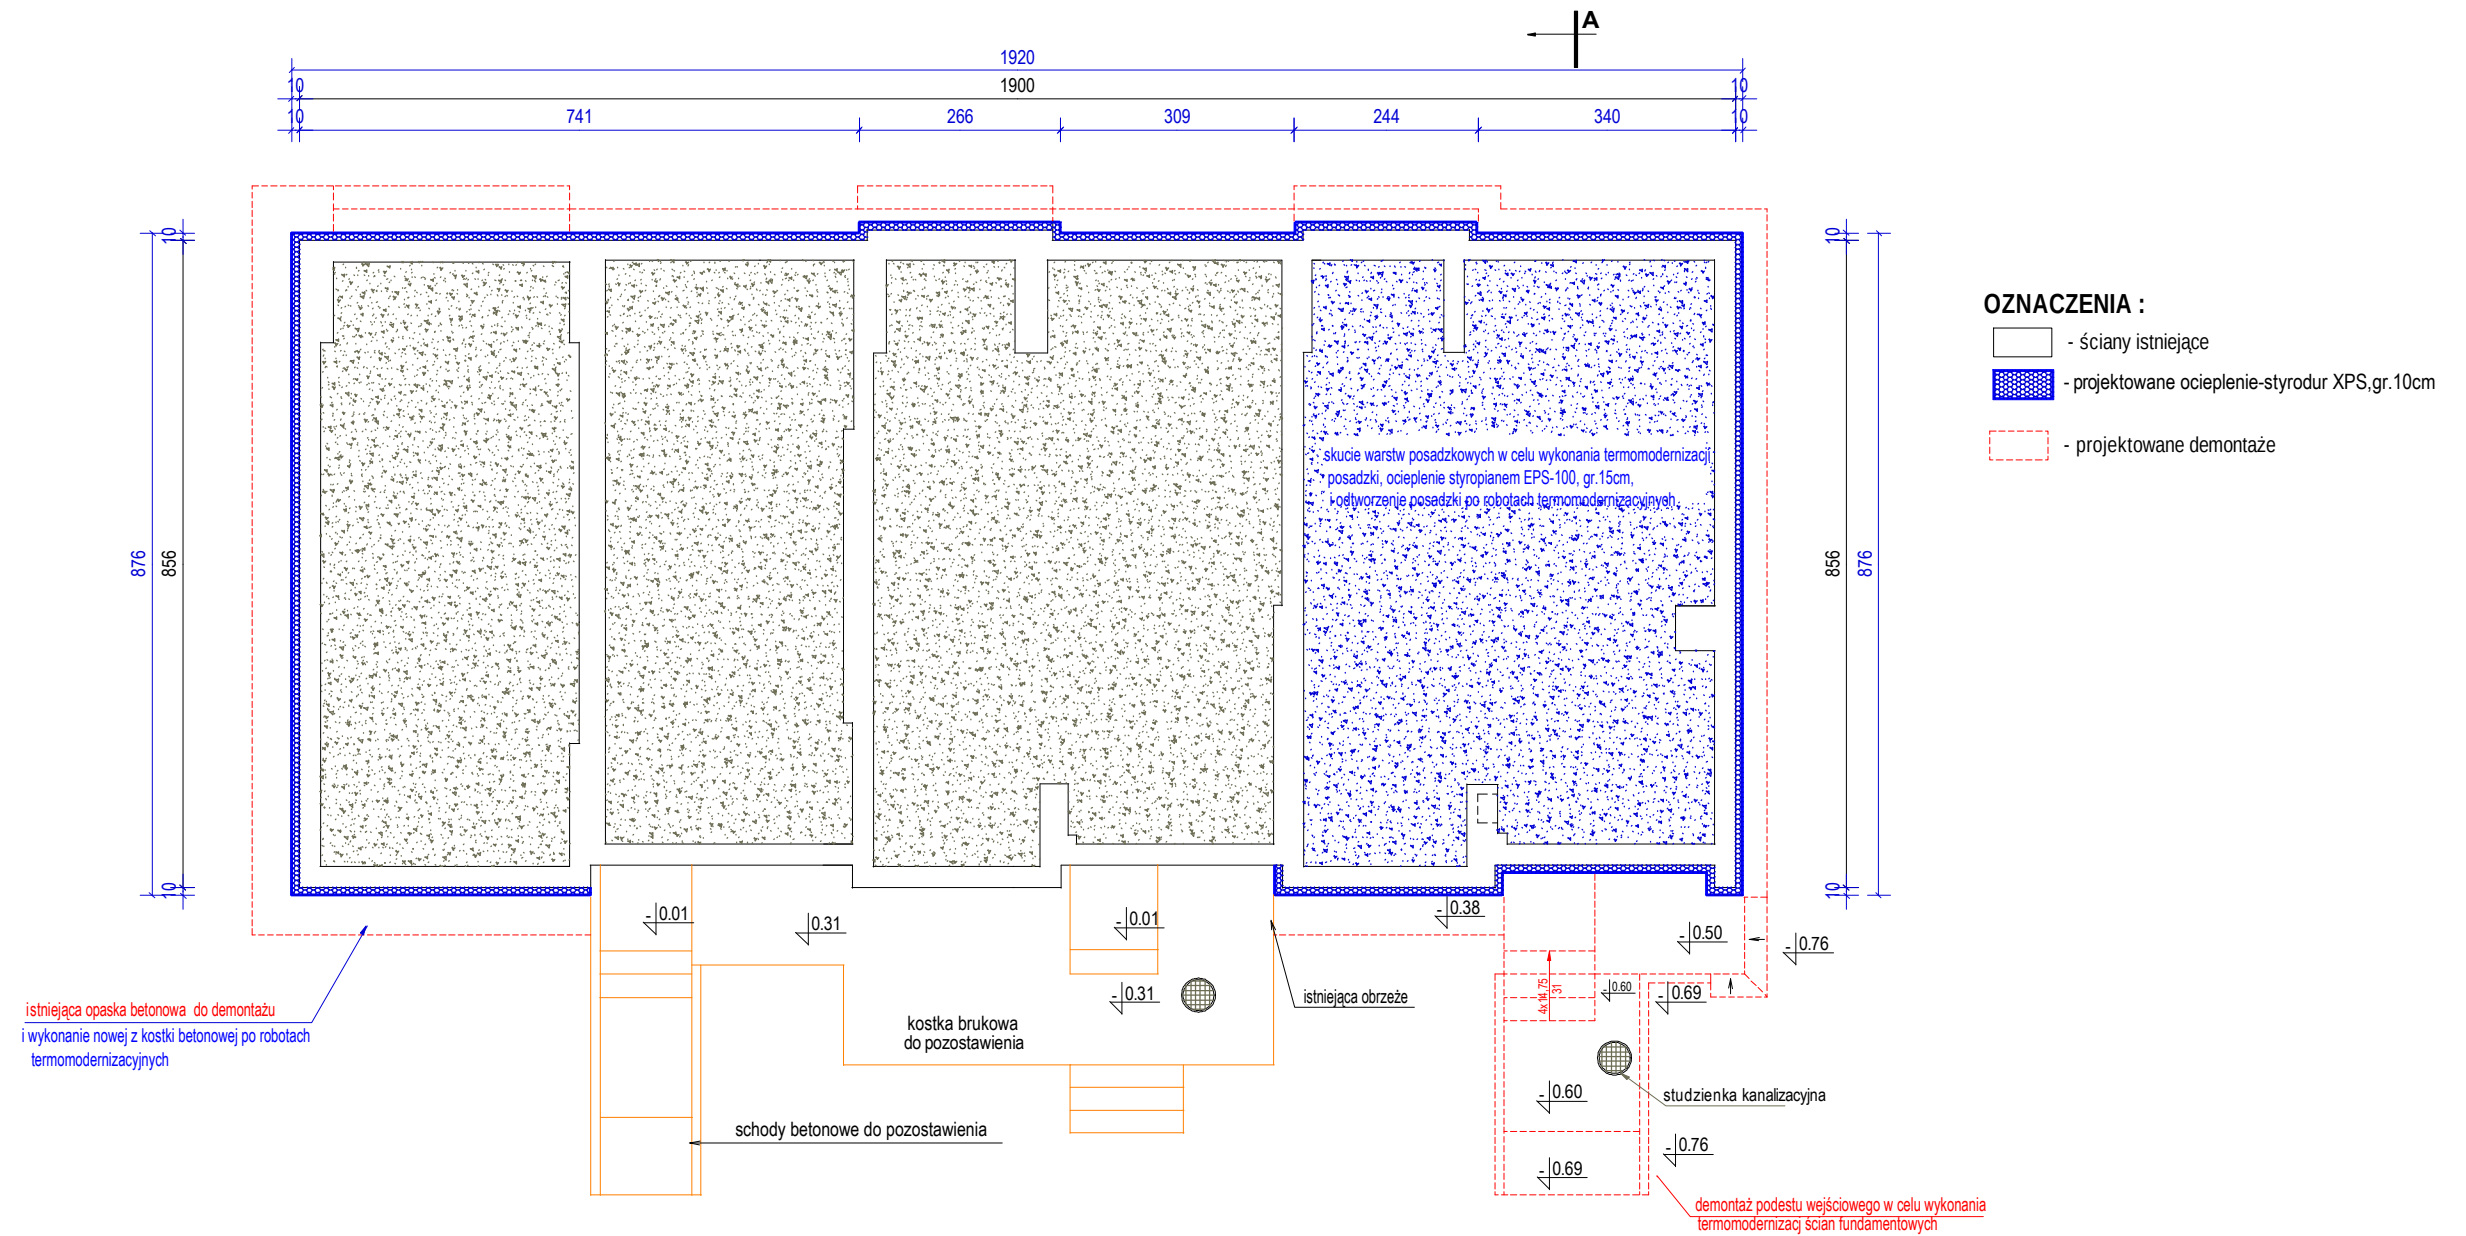 A
1920
10 1900 10
10 741 266 309 244 340 10
10
876
856
10
10
856
876
10
OZNACZENIA :
- ściany istniejące
- projektowane ocieplenie-styrodur XPS,gr.10cm
- projektowane demontaże
skucie warstw posadzkowych w celu wykonania termomodernizacji
posadzki, ocieplenie styropianem EPS-100, gr.15cm,
i odtworzenie posadzki po robotach termomodernizacyjnych
-0.01
0.31
-0.01
-0.31
-0.38
-0.50
-0.76
-0.60
-0.69
4x14.75
31
istniejąca opaska betonowa do demontażu
i wykonanie nowej z kostki betonowej po robotach
termomodernizacyjnych
kostka brukowa
do pozostawienia
istniejąca obrzeże
schody betonowe do pozostawienia
studzienka kanalizacyjna
-0.60
-0.76
-0.69
demontaż podestu wejściowego w celu wykonania
termomodernizacj ścian fundamentowych